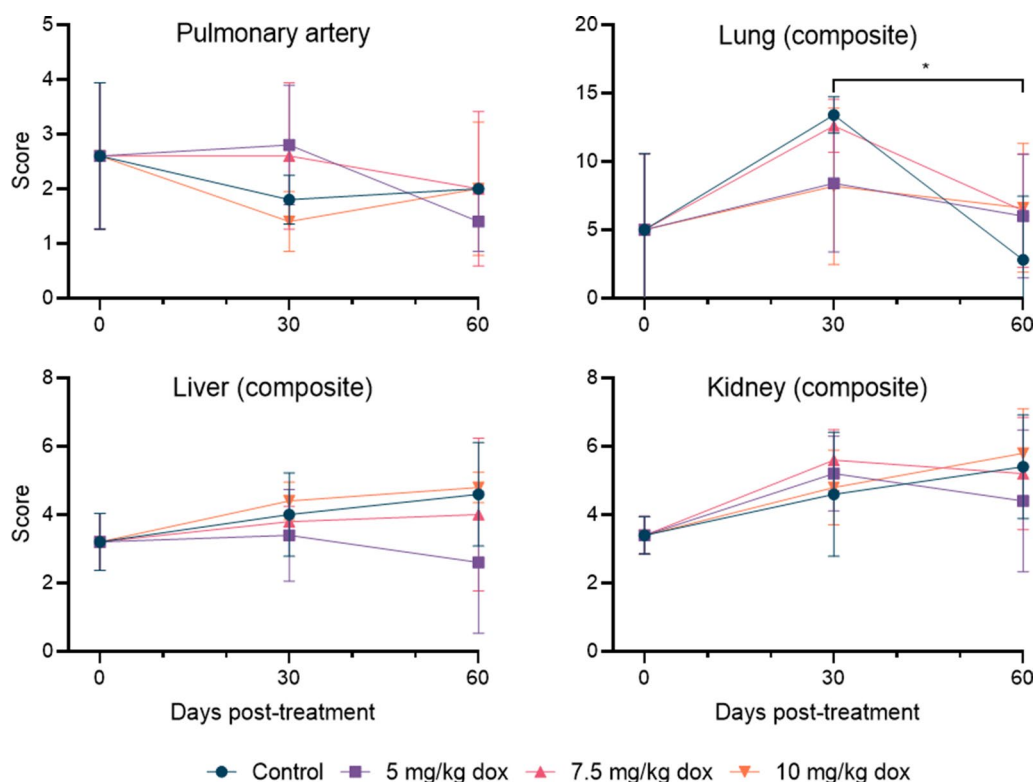 Pulmonary artery
Score
5
4
3
2
1
0
0 30 60
Lung (composite)
*
20
15
10
5
0
0 30 60
Liver (composite)
Score
8
6
4
2
0
0 30 60
Days post-treatment
Kidney (composite)
8
6
4
2
0
0 30 60
Days post-treatment
Control 5 mg/kg dox 7.5 mg/kg dox 10 mg/kg dox